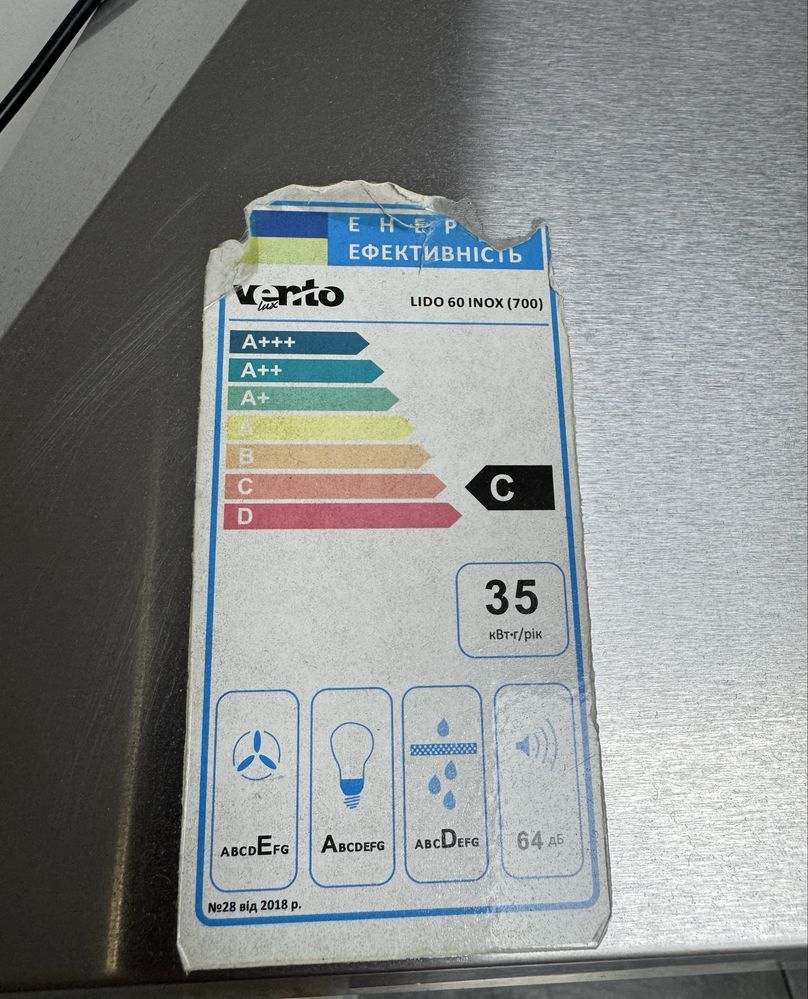 Е Н Е Р
ЕФЕКТИВНІСТЬ
vento
lux
LIDO 60 INOX (700)
A+++
A++
A+
A
B
C
D
C
35
кВт·г/рік
ABCDEFG
ABCDEFG
ABCDEFG
64 дБ
№28 від 2018 р.